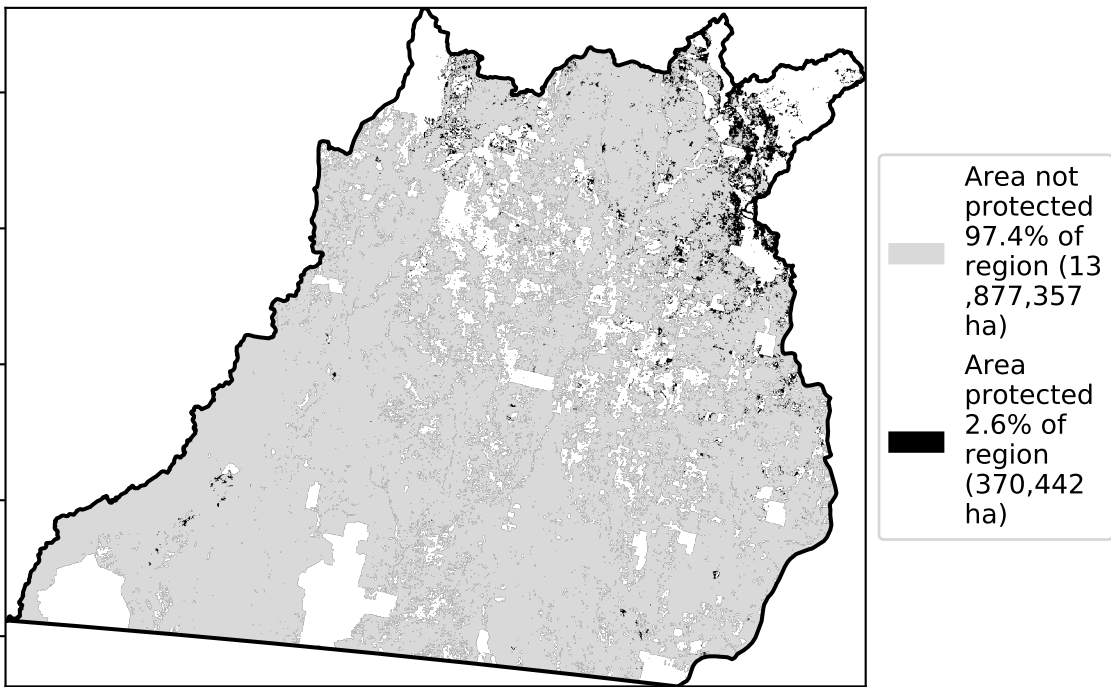 Area not
protected
97.4% of
region (13
,877,357
ha)
Area
protected
2.6% of
region
(370,442
ha)